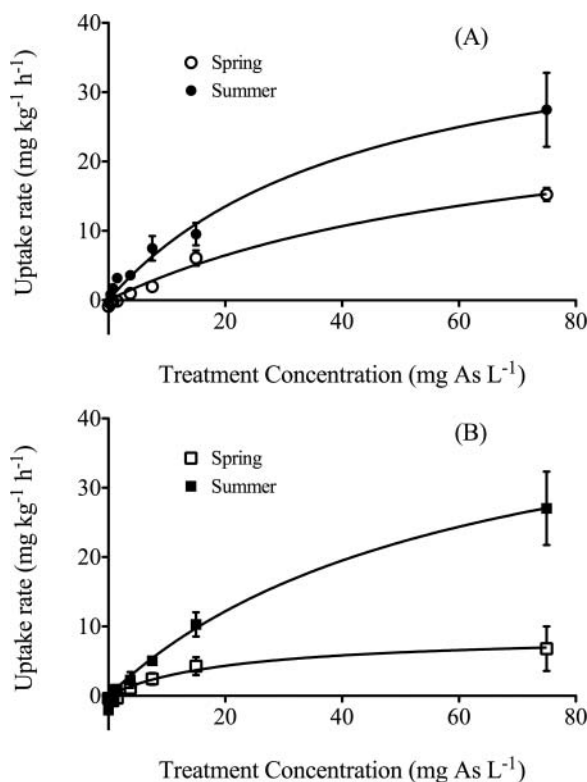 (A)
Spring
Summer
Uptake rate (mg kg⁻¹ h⁻¹)
40
30
20
10
0
20
40
60
80
Treatment Concentration (mg As L⁻¹)
(B)
Spring
Summer
Uptake rate (mg kg⁻¹ h⁻¹)
40
30
20
10
0
20
40
60
80
Treatment Concentration (mg As L⁻¹)